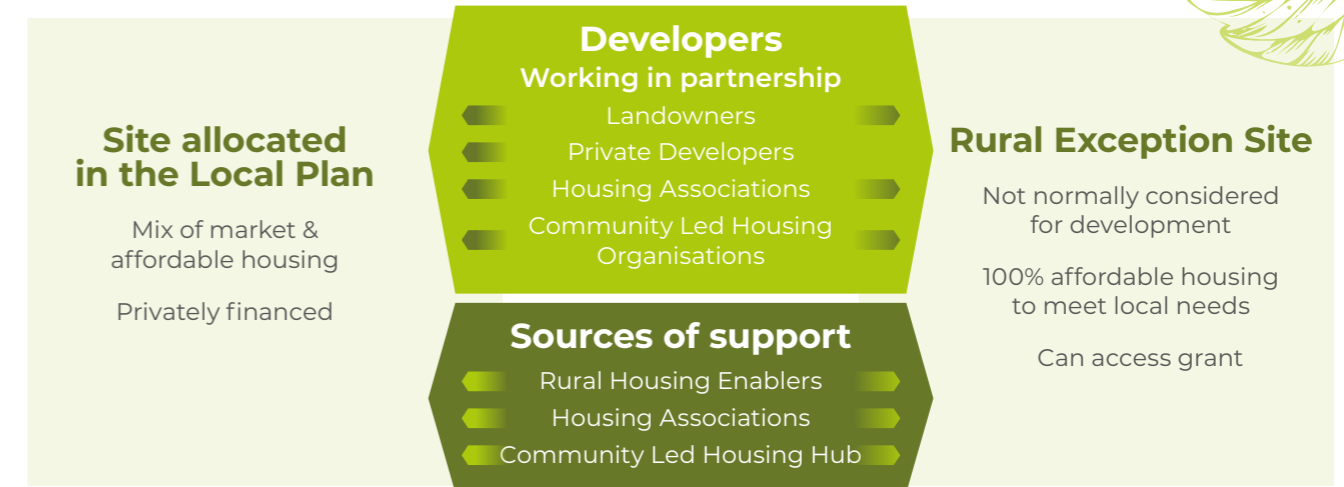 Site allocated
in the Local Plan
Mix of market &
affordable housing
Privately financed
Developers
Working in partnership
Landowners
Private Developers
Housing Associations
Community Led Housing
Organisations
Sources of support
Rural Housing Enablers
Housing Associations
Community Led Housing Hub
Rural Exception Site
Not normally considered
for development
100% affordable housing
to meet local needs
Can access grant